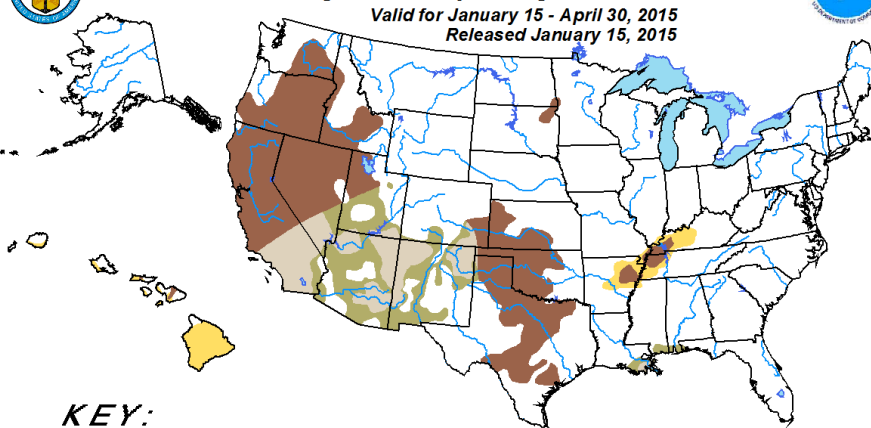 Valid for January 15 - April 30, 2015
Released January 15, 2015
KEY: